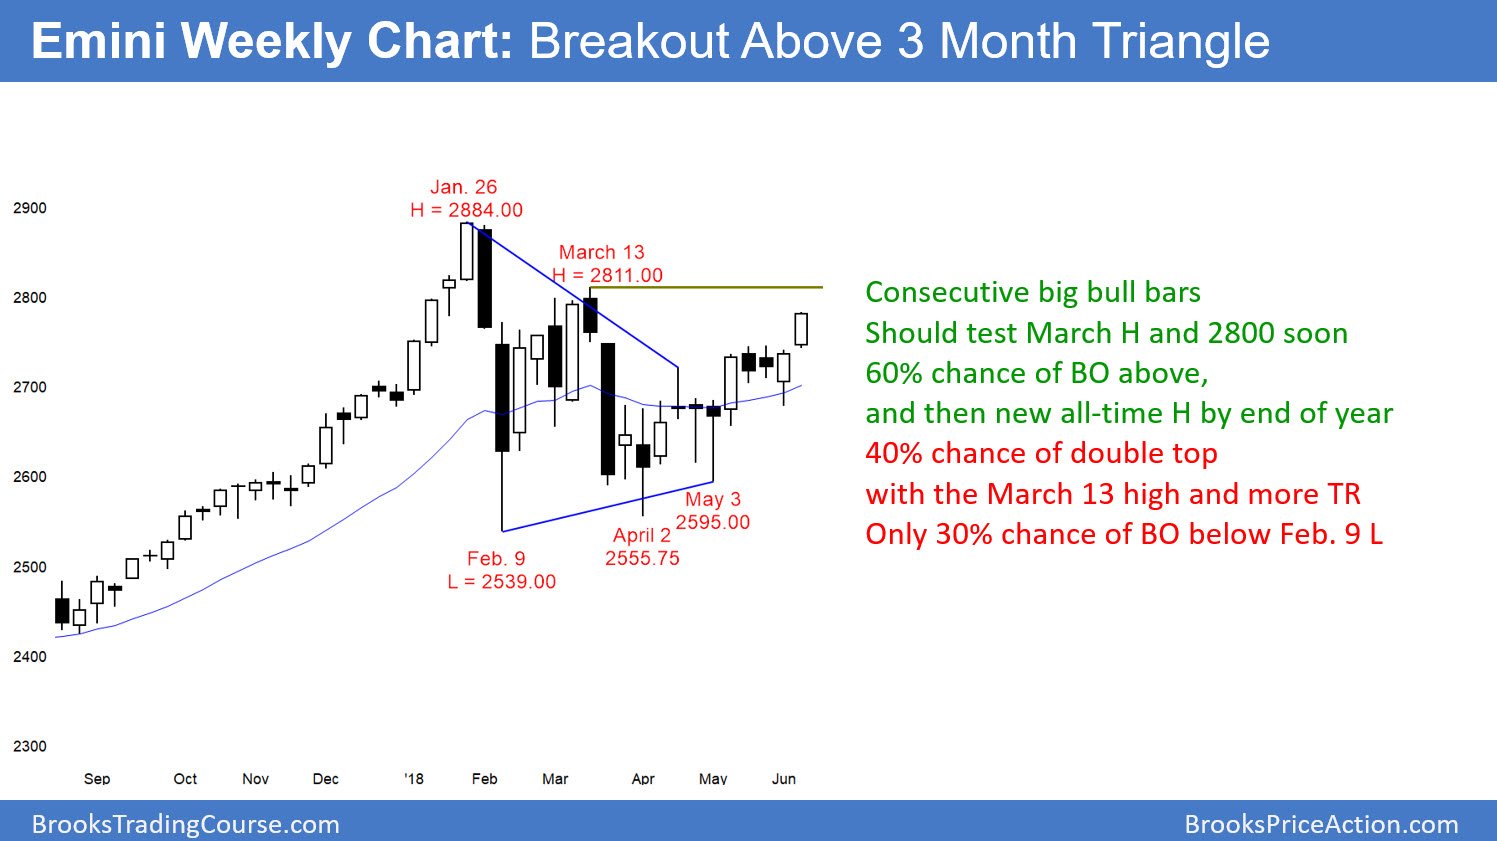 Emini Weekly Chart: Breakout Above 3 Month Triangle
Jan. 26
H = 2884.00
March 13
H = 2811.00
2900
2800
2700
2600
2500
2400
2300
May 3
2595.00
April 2
2555.75
Feb. 9
L = 2539.00
Sep
Oct
Nov
Dec
'18
Feb
Mar
Apr
May
Jun
Consecutive big bull bars
Should test March H and 2800 soon
60% chance of BO above,
and then new all-time H by end of year
40% chance of double top
with the March 13 high and more TR
Only 30% chance of BO below Feb. 9 L
BrooksTradingCourse.com
BrooksPriceAction.com